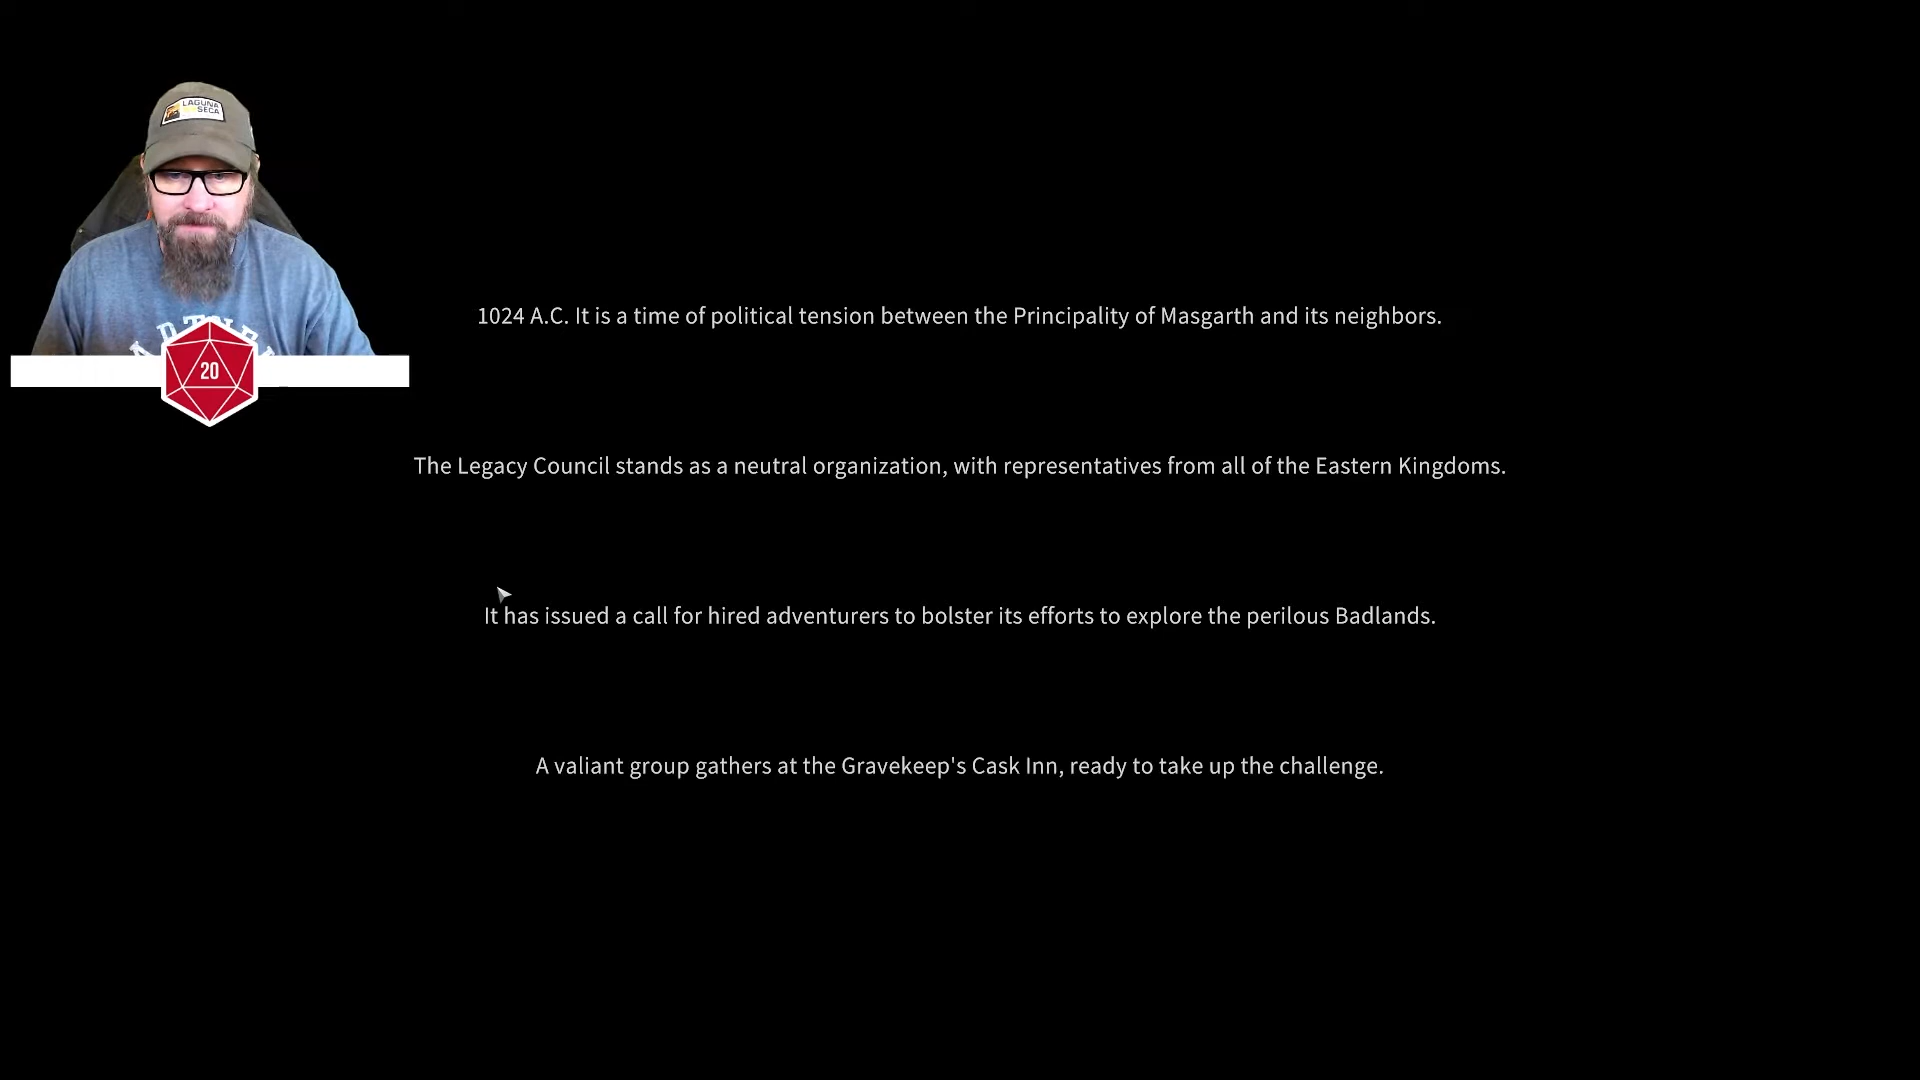 LAGUNA
SECA
20
1024 A.C. It is a time of political tension between the Principality of Masgarth and its neighbors.
The Legacy Council stands as a neutral organization, with representatives from all of the Eastern Kingdoms.
It has issued a call for hired adventurers to bolster its efforts to explore the perilous Badlands.
A valiant group gathers at the Gravekeep's Cask Inn, ready to take up the challenge.